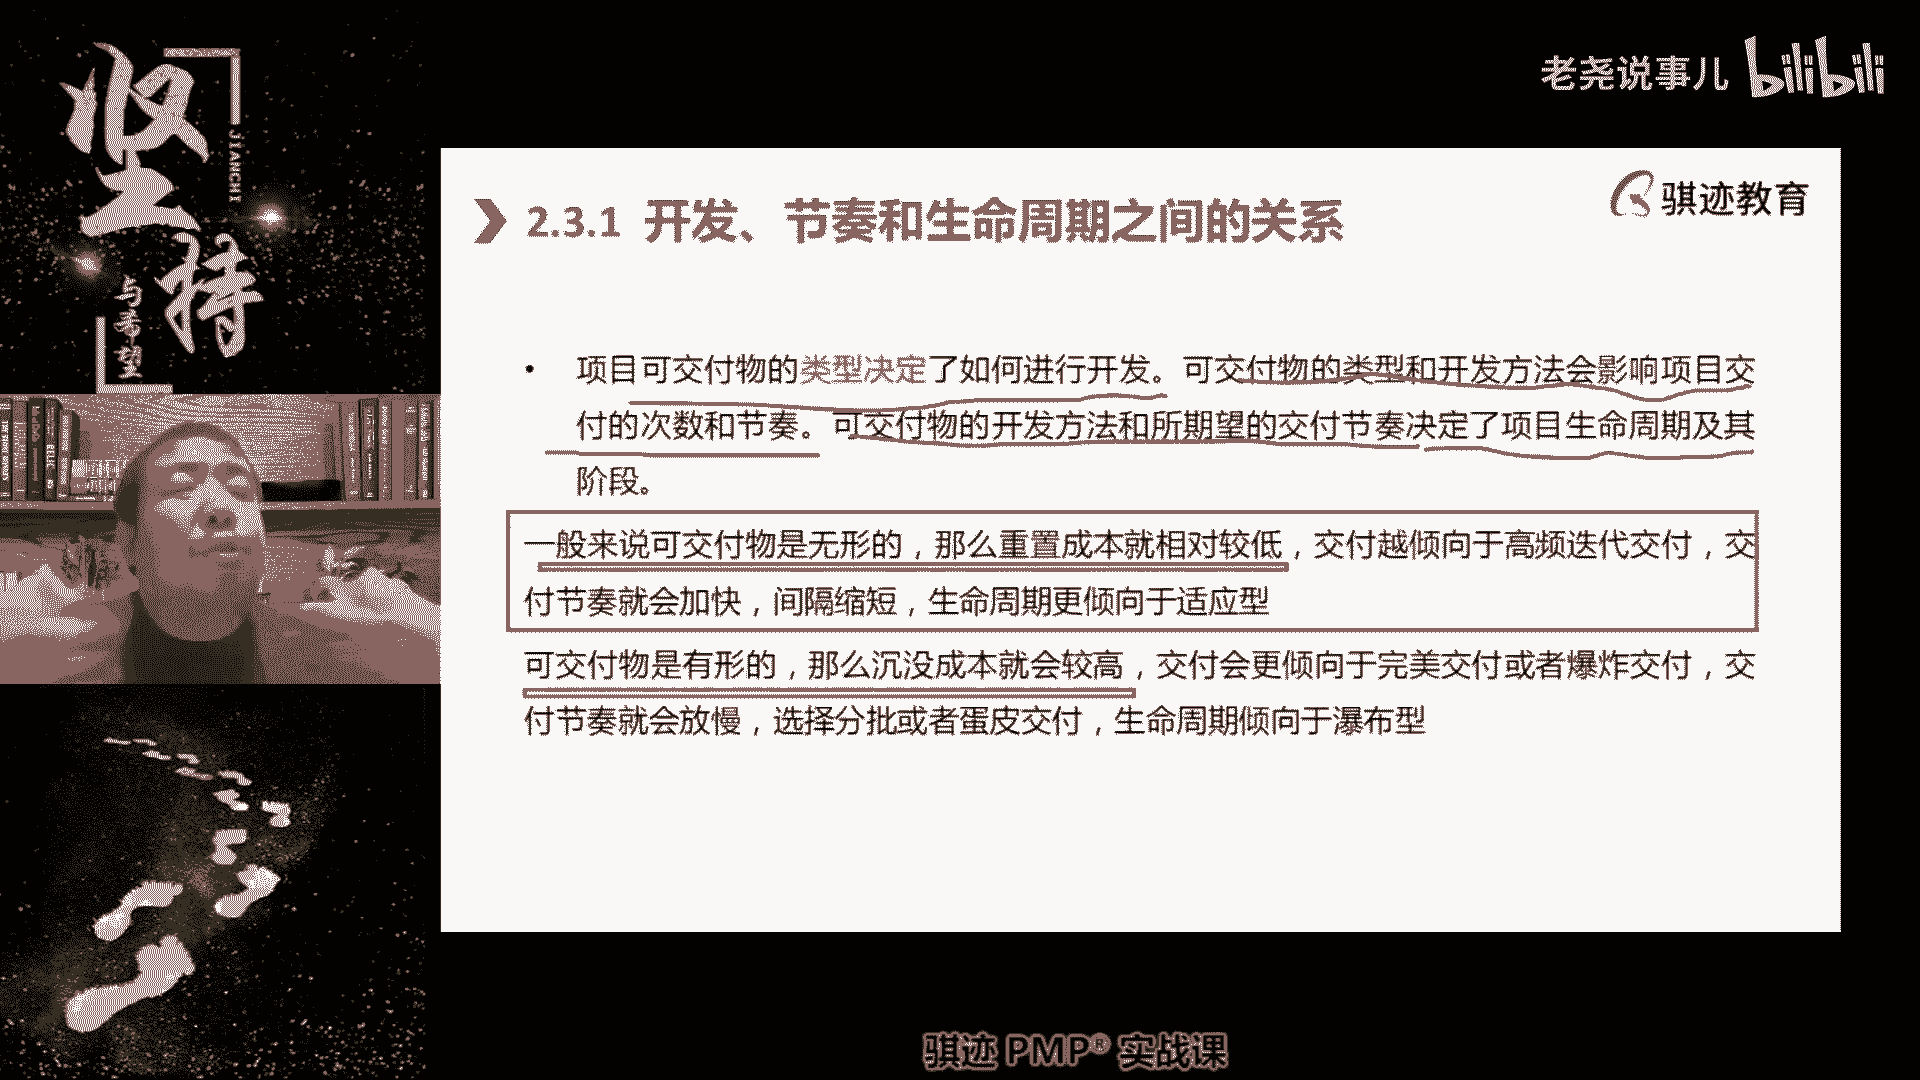 坚持
JIANCHI
与希望
老尧说事儿 bilibili
骐迹教育
2.3.1 开发、节奏和生命周期之间的关系
• 项目可交付物的类型决定了如何进行开发。可交付物的类型和开发方法会影响项目交
付的次数和节奏。可交付物的开发方法和所期望的交付节奏决定了项目生命周期及其
阶段。
一般来说可交付物是无形的，那么重置成本就相对较低，交付越倾向于高频迭代交付，交
付节奏就会加快，间隔缩短，生命周期更倾向于适应型
可交付物是有形的，那么沉没成本就会较高，交付会更倾向于完美交付或者爆炸交付，交
付节奏就会放慢，选择分批或者蛋皮交付，生命周期倾向于瀑布型
骐迹 PMP® 实战课